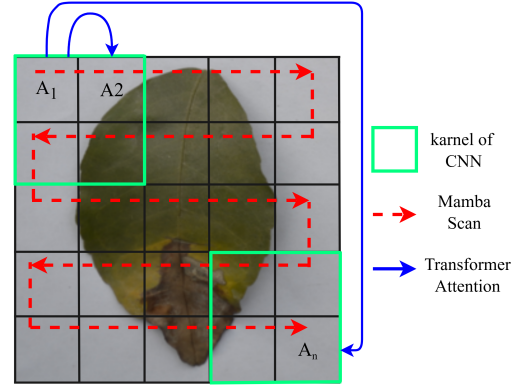 A1 A2
An
karnel of
CNN
Mamba
Scan
Transformer
Attention